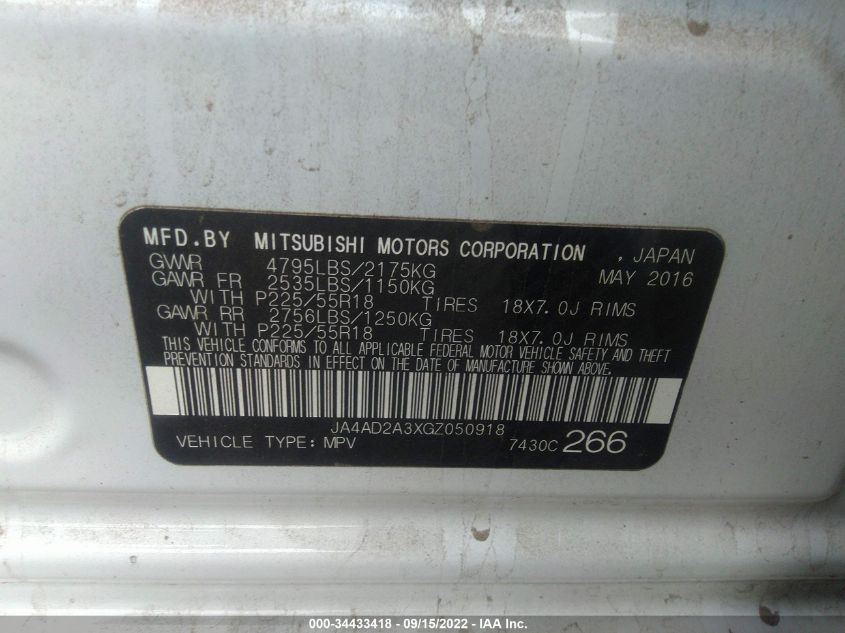 MFD.BY MITSUBISHI MOTORS CORPORATION , JAPAN
GVWR 4795LBS/2175KG MAY 2016
GAWR FR 2535LBS/1150KG
WITH P225/55R18 TIRES 18X7.0J RIMS
GAWR RR 2756LBS/1250KG
WITH P225/55R18 TIRES 18X7.0J RIMS
THIS VEHICLE CONFORMS TO ALL APPLICABLE FEDERAL MOTOR VEHICLE SAFETY AND THEFT
PREVENTION STANDARDS IN EFFECT ON THE DATE OF MANUFACTURE SHOWN ABOVE.
JA4AD2A3XGZ050918
VEHICLE TYPE: MPV 7430C 266
000-34433418 - 09/15/2022 - IAA Inc.